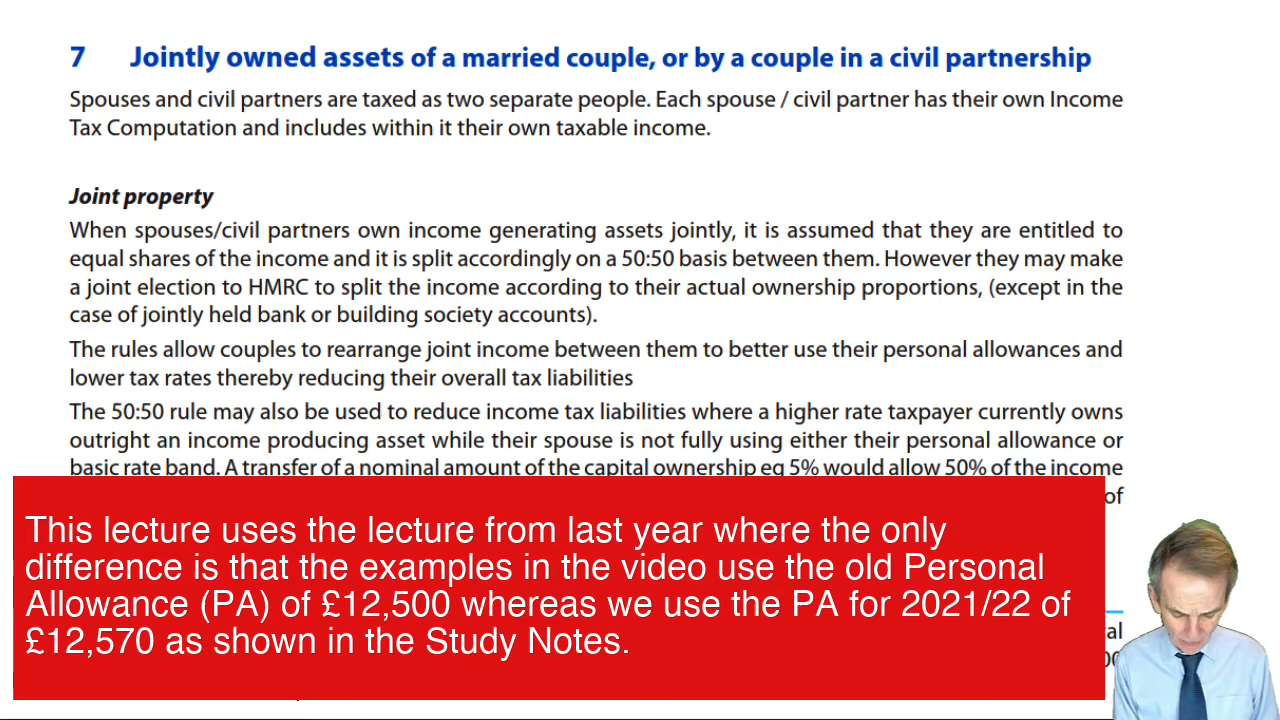 7 Jointly owned assets of a married couple, or by a couple in a civil partnership
Spouses and civil partners are taxed as two separate people. Each spouse / civil partner has their own Income
Tax Computation and includes within it their own taxable income.
Joint property
When spouses/civil partners own income generating assets jointly, it is assumed that they are entitled to
equal shares of the income and it is split accordingly on a 50:50 basis between them. However they may make
a joint election to HMRC to split the income according to their actual ownership proportions, (except in the
case of jointly held bank or building society accounts).
The rules allow couples to rearrange joint income between them to better use their personal allowances and
lower tax rates thereby reducing their overall tax liabilities
The 50:50 rule may also be used to reduce income tax liabilities where a higher rate taxpayer currently owns
outright an income producing asset while their spouse is not fully using either their personal allowance or
basic rate band. A transfer of a nominal amount of the capital ownership eg 5% would allow 50% of the income
of
This lecture uses the lecture from last year where the only
difference is that the examples in the video use the old Personal
Allowance (PA) of £12,500 whereas we use the PA for 2021/22 of
£12,570 as shown in the Study Notes.